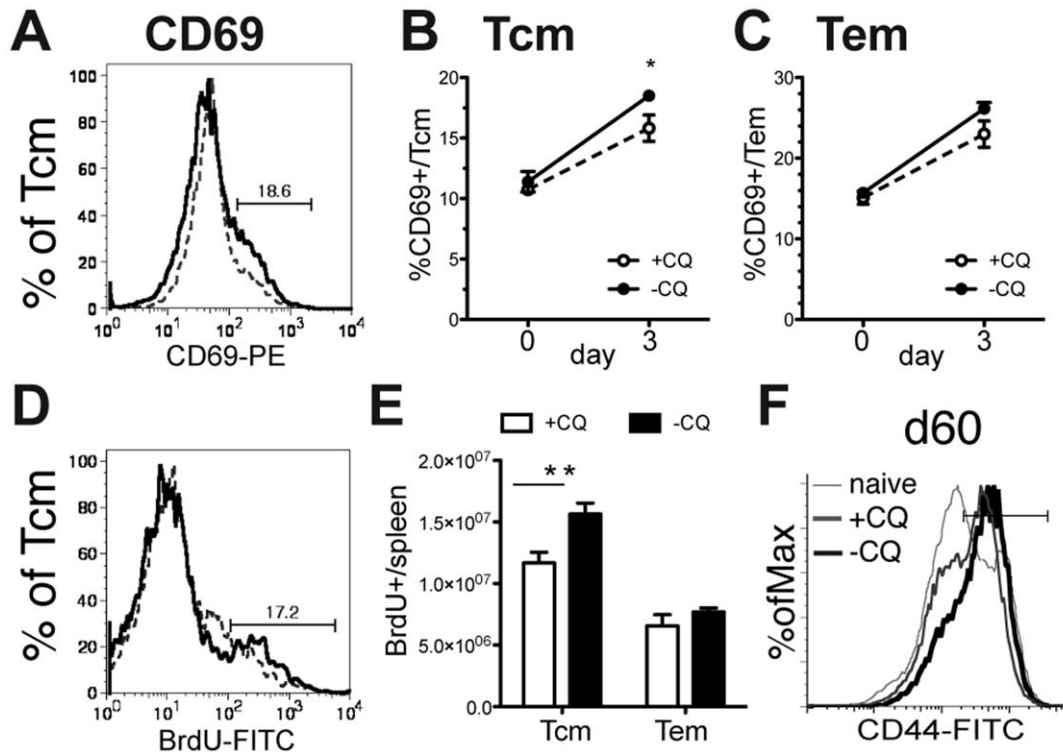 A CD69
% of Tcm
100
80
60
40
20
0
18.6
10⁰ 10¹ 10² 10³ 10⁴
CD69-PE
B Tcm
%CD69+/Tcm
20
15
10
5
0
*
+CQ
-CQ
0 3
day
C Tem
%CD69+/Tem
30
20
10
0
+CQ
-CQ
0 3
day
D
% of Tcm
100
80
60
40
20
0
17.2
10⁰ 10¹ 10² 10³ 10⁴
BrdU-FITC
E
+CQ -CQ
BrdU+/spleen
2.0×10⁰⁷
1.5×10⁰⁷
1.0×10⁰⁷
5.0×10⁰⁶
0.0
**
Tcm Tem
F d60
%ofMax
naive
+CQ
-CQ
CD44-FITC